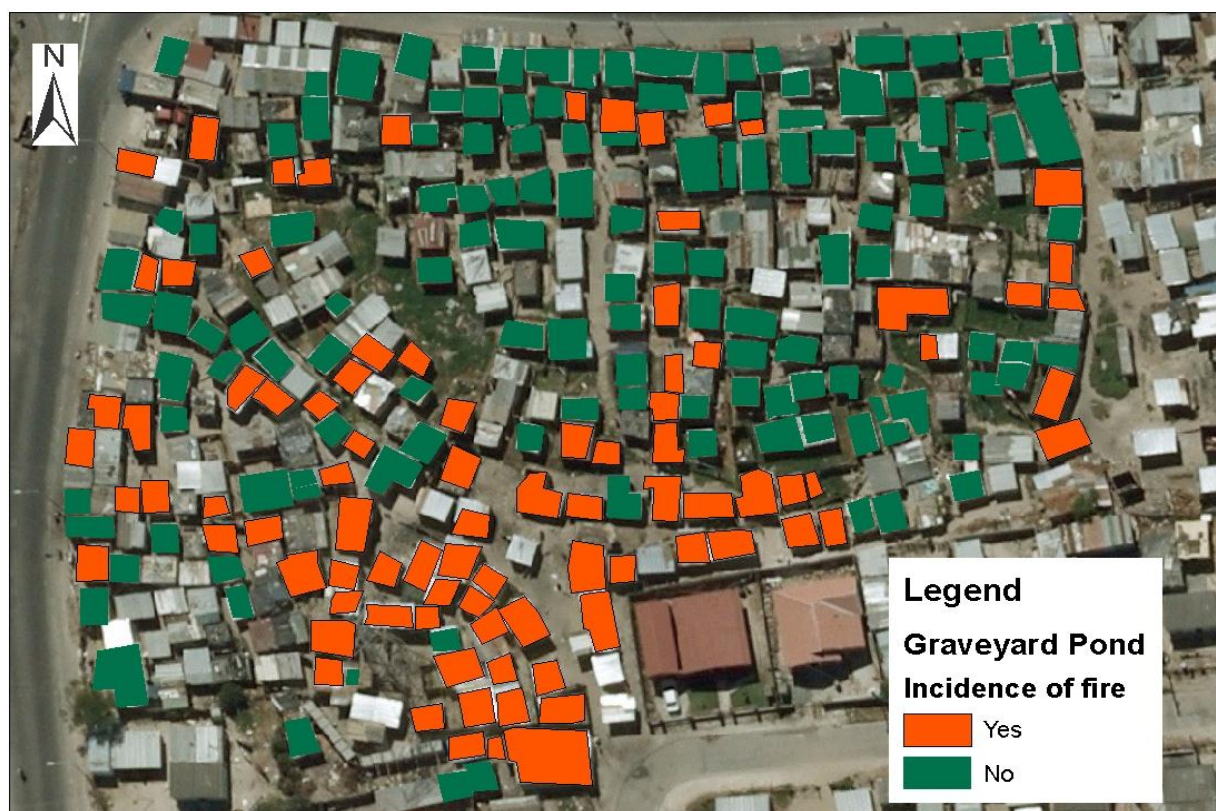 N
Legend
Graveyard Pond
Incidence of fire
Yes
No